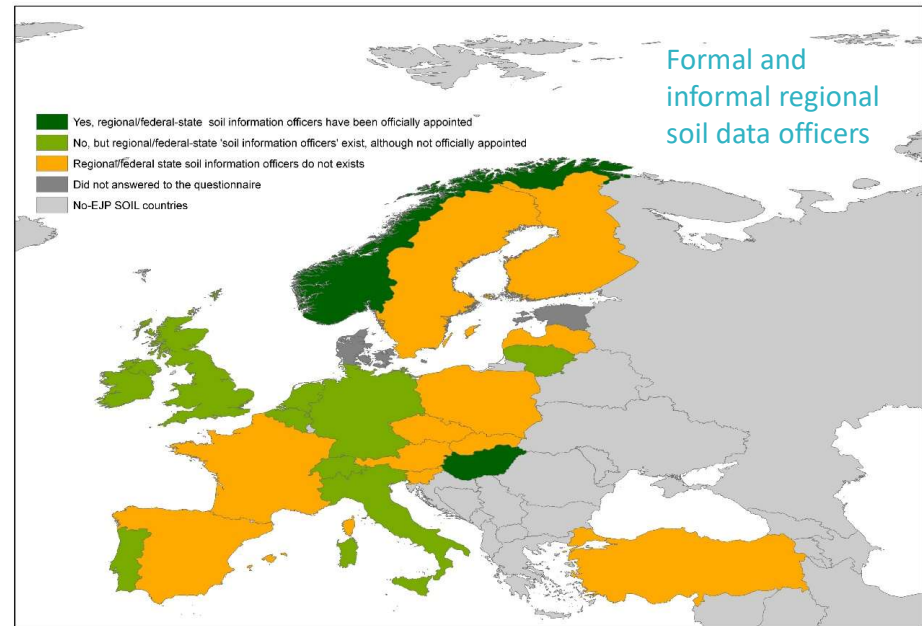 Formal and
informal regional
soil data officers
Yes, regional/federal-state soil information officers have been officially appointed
No, but regional/federal-state 'soil information officers' exist, although not officially appointed
Regional/federal state soil information officers do not exists
Did not answered to the questionnaire
No-EJP SOIL countries